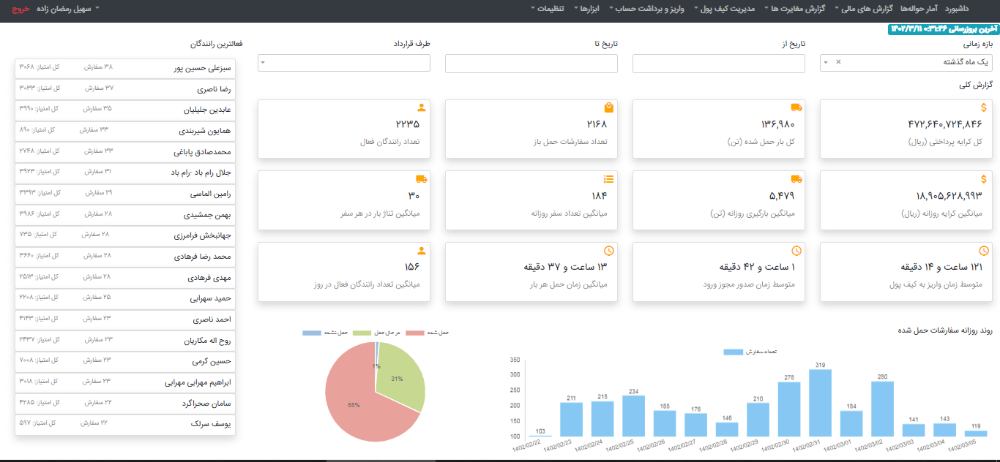 داشبورد آمار حواله‌ها گزارش های مالی گزارش مغایرت ها مدیریت کیف پول واریز و برداشت حساب ابزارها تنظیمات سهیل رمضان زاده خروج
آخرین بروزرسانی ۰:۳۱:۴۶ ۱۴۰۲/۳/۱۱
بازه زمانی
یک ماه گذشته ×
تاریخ از
تاریخ تا
طرف قرارداد
گزارش کلی
۴۷۲,۶۴۰,۷۲۴,۸۴۶
کل کرایه پرداختی (ریال)
۱۳۶,۹۸۰
کل بار حمل شده (تن)
۲۱۶۸
تعداد سفارشات حمل باز
۲۲۳۵
تعداد رانندگان فعال
۱۸,۹۰۵,۶۲۸,۹۹۳
میانگین کرایه روزانه (ریال)
۵,۴۷۹
میانگین بارگیری روزانه (تن)
۱۸۴
میانگین تعداد سفر روزانه
۳۰
میانگین تناژ بار در هر سفر
۱۲۱ ساعت و ۱۴ دقیقه
متوسط زمان واریز به کیف پول
۱ ساعت و ۴۲ دقیقه
متوسط زمان صدور مجوز ورود
۱۳ ساعت و ۳۷ دقیقه
میانگین زمان حمل هر بار
۱۵۶
میانگین تعداد رانندگان فعال در روز
روند روزانه سفارشات حمل شده
تعداد سفارش
350
300
250
200
150
100
103 211 215 234 185 176 146 210 278 319 184 280 141 143 119
1402/02/22 1402/02/23 1402/02/24 1402/02/25 1402/02/26 1402/02/27 1402/02/28 1402/02/29 1402/02/30 1402/02/31 1402/03/01 1402/03/02 1402/03/03 1402/03/04 1402/03/05
حمل شده در حال حمل حمل نشده
1%
31%
68%
فعالترین رانندگان
سبزعلی حسین پور ۳۸ سفارش کل امتیاز: ۳۰۶۸
رضا ناصری ۳۷ سفارش کل امتیاز: ۳۰۳۳
عابدین جلیلیان ۳۵ سفارش کل امتیاز: ۳۹۹۰
همایون شیربندی ۳۳ سفارش کل امتیاز: ۸۹۰
محمدصادق پاباغی ۳۳ سفارش کل امتیاز: ۲۷۴۸
جلال رام باد -رام باد ۳۱ سفارش کل امتیاز: ۳۹۲۳
رامین الماسی ۲۹ سفارش کل امتیاز: ۳۳۹۳
بهمن جمشیدی ۲۸ سفارش کل امتیاز: ۳۹۸۶
جهانبخش فرامرزی ۲۸ سفارش کل امتیاز: ۷۳۵
محمد رضا فرهادی ۲۸ سفارش کل امتیاز: ۳۶۶۰
مهدی فرهادی ۲۸ سفارش کل امتیاز: ۲۵۱۳
حمید سهرابی ۲۵ سفارش کل امتیاز: ۲۲۰۸
احمد ناصری ۲۳ سفارش کل امتیاز: ۴۱۴۳
روح اله مکاریان ۲۳ سفارش کل امتیاز: ۲۴۳۷
حسین کرمی ۲۳ سفارش کل امتیاز: ۷۰۰۸
ابراهیم مهرابی مهرابی ۲۳ سفارش کل امتیاز: ۳۰۱۸
سامان صحراگرد ۲۲ سفارش کل امتیاز: ۴۲۸۵
یوسف سرلک ۲۲ سفارش کل امتیاز: ۵۹۷